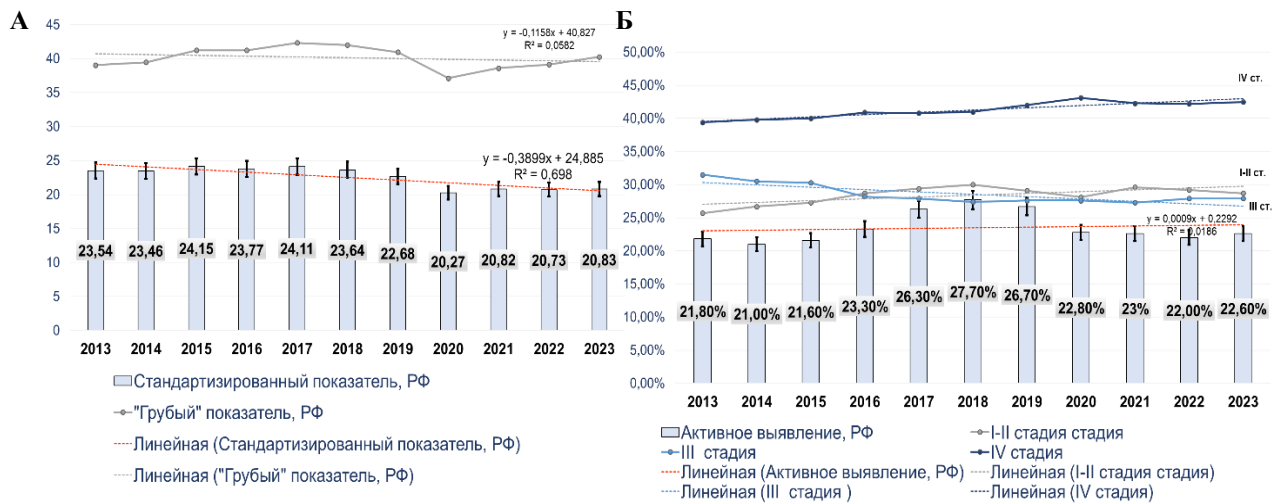 А
45
40
35
30
25
20
15
10
5
0
y = -0,1158x + 40,827
R² = 0,0582
y = -0,3899x + 24,885
R² = 0,698
23,54 23,46 24,15 23,77 24,11 23,64 22,68 20,27 20,82 20,73 20,83
2013 2014 2015 2016 2017 2018 2019 2020 2021 2022 2023
Стандартизированный показатель, РФ
"Грубый" показатель, РФ
Линейная (Стандартизированный показатель, РФ)
Линейная ("Грубый" показатель, РФ)
Б
50,00%
45,00%
40,00%
35,00%
30,00%
25,00%
20,00%
15,00%
10,00%
5,00%
0,00%
IV ст.
I-II ст.
III ст.
y = 0,0009x + 0,2292
R² = 0,0186
21,80% 21,00% 21,60% 23,30% 26,30% 27,70% 26,70% 22,80% 23% 22,00% 22,60%
2013 2014 2015 2016 2017 2018 2019 2020 2021 2022 2023
Активное выявление, РФ I-II стадия стадия
III стадия IV стадия
Линейная (Активное выявление, РФ) Линейная (I-II стадия стадия)
Линейная (III стадия ) Линейная (IV стадия)